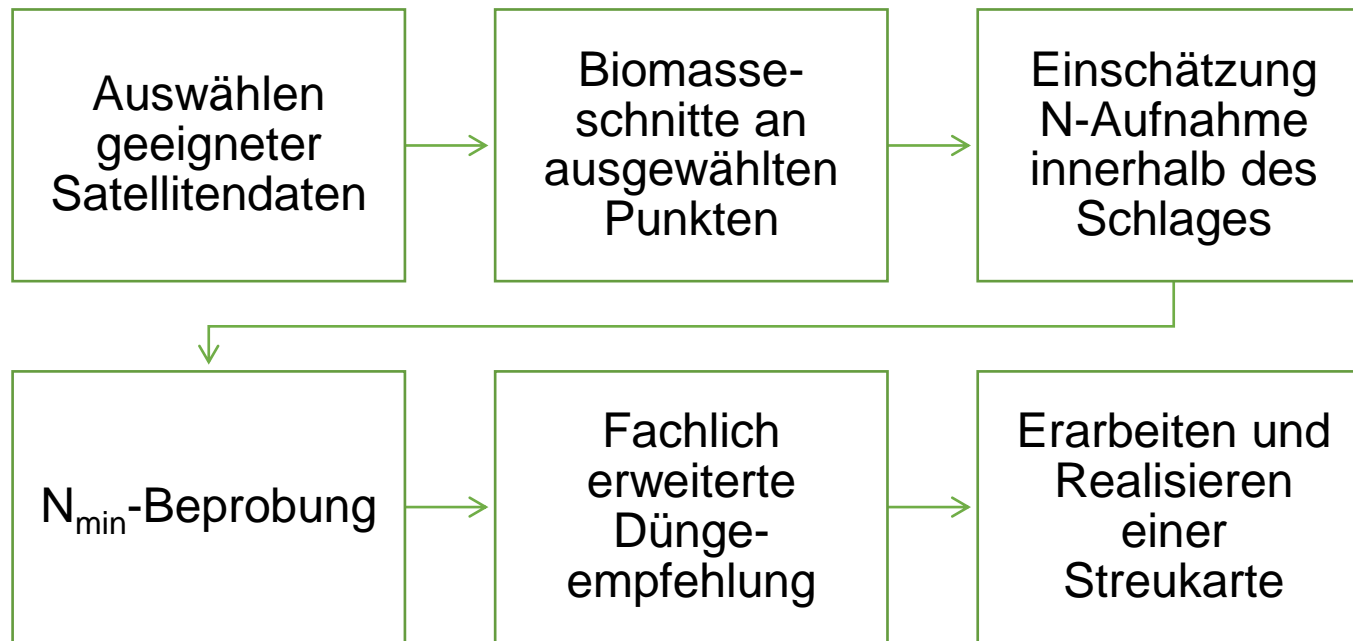 Auswählen
geeigneter
Satellitendaten
Biomasse-
schnitte an
ausgewählten
Punkten
Einschätzung
N-Aufnahme
innerhalb des
Schlages
Nmin-Beprobung
Fachlich
erweiterte
Dünge-
empfehlung
Erarbeiten und
Realisieren
einer
Streukarte